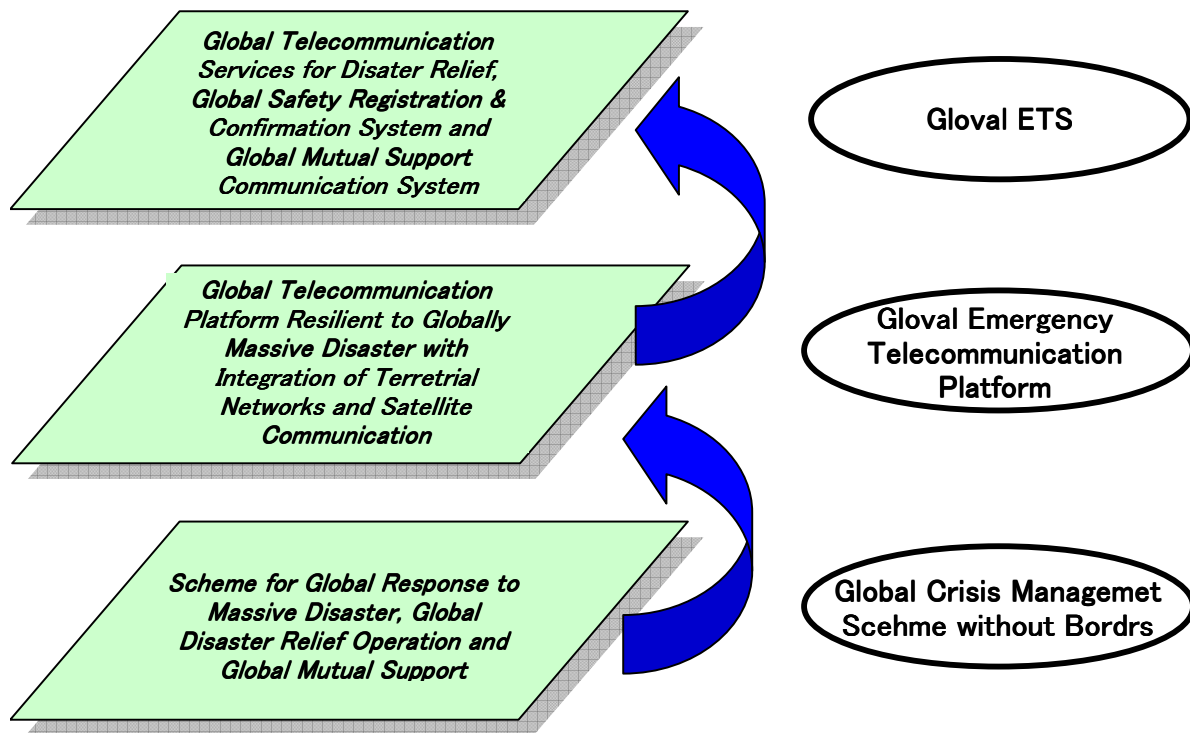 Global Telecommunication
Services for Disater Relief,
Global Safety Registration &
Confirmation System and
Global Mutual Support
Communication System
Gloval ETS
Global Telecommunication
Platform Resilient to Globally
Massive Disaster with
Integration of Terretrial
Networks and Satellite
Communication
Gloval Emergency
Telecommunication
Platform
Scheme for Global Response to
Massive Disaster, Global
Disaster Relief Operation and
Global Mutual Support
Global Crisis Managemet
Scehme without Bordrs